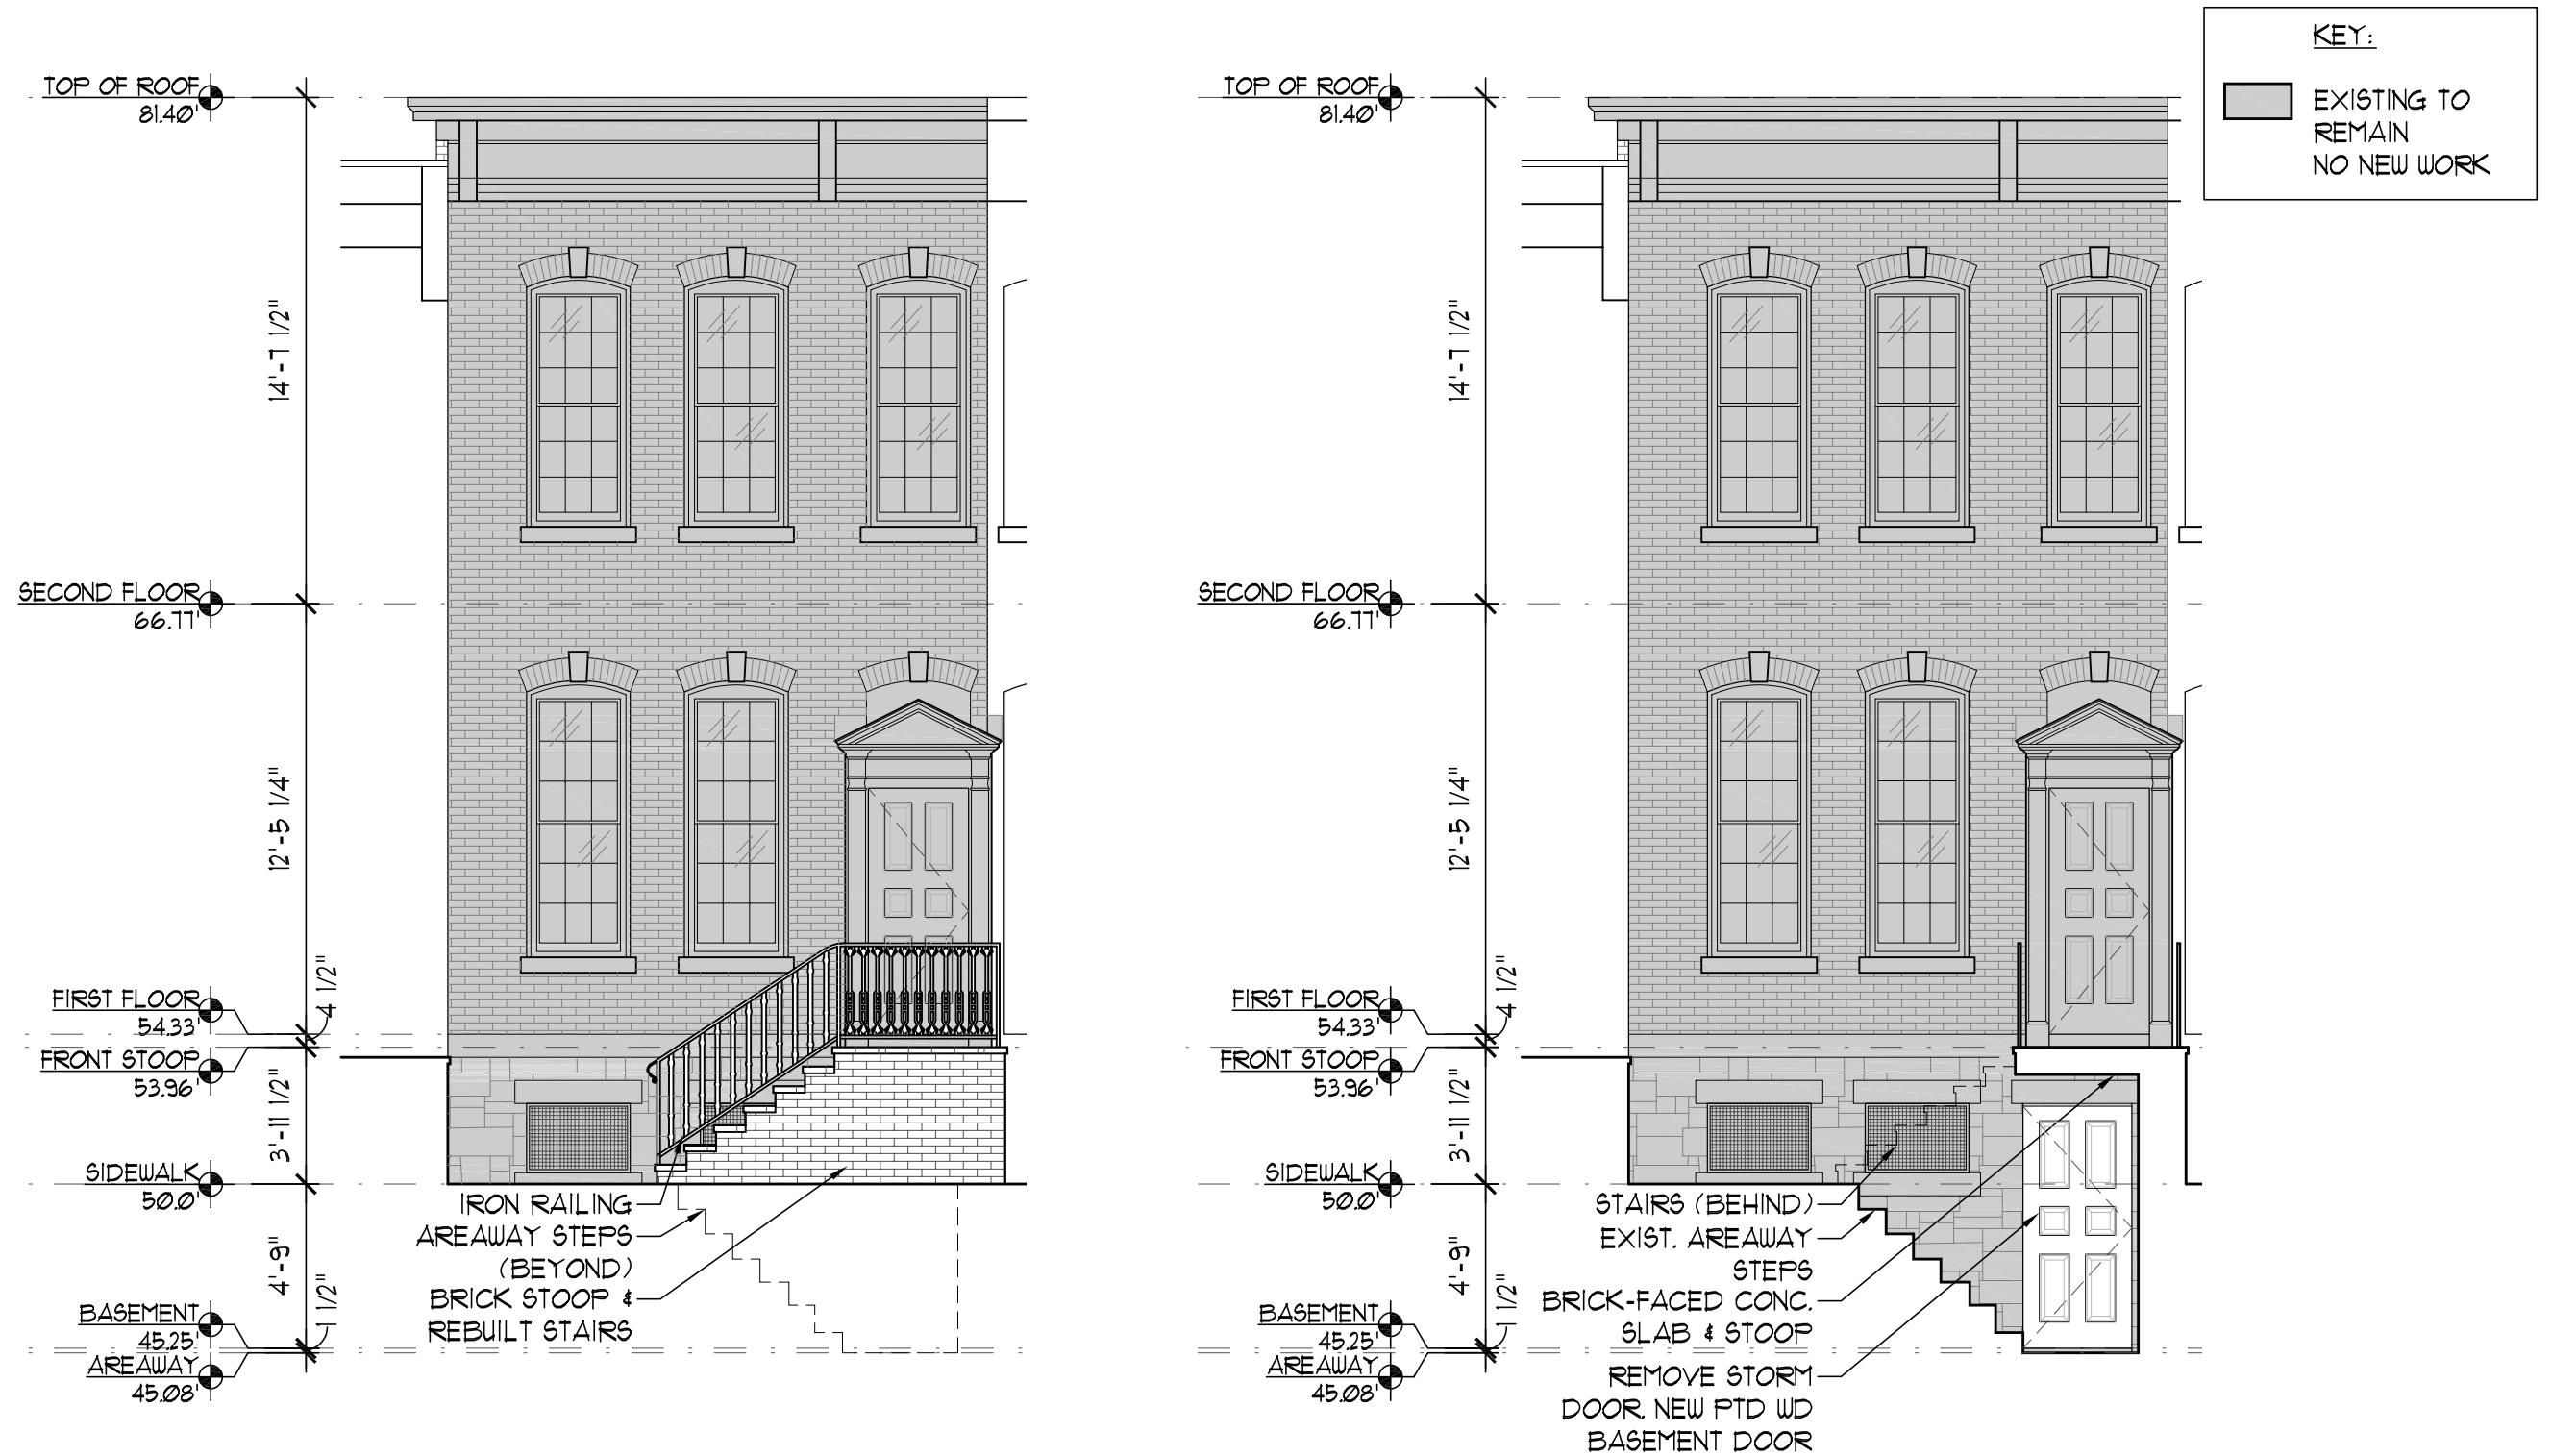 KEY:
EXISTING TO
REMAIN
NO NEW WORK
TOP OF ROOF
81.40'
14'-7 1/2"
SECOND FLOOR
66.77'
12'-5 1/4"
FIRST FLOOR
54.33'
4 1/2"
FRONT STOOP
53.96'
3'-11 1/2"
SIDEWALK
50.0'
4'-9"
BASEMENT
45.25'
1 1/2"
AREAWAY
45.08'
IRON RAILING
AREAWAY STEPS
(BEYOND)
BRICK STOOP &
REBUILT STAIRS
TOP OF ROOF
81.40'
14'-7 1/2"
SECOND FLOOR
66.77'
12'-5 1/4"
FIRST FLOOR
54.33'
4 1/2"
FRONT STOOP
53.96'
3'-11 1/2"
SIDEWALK
50.0'
4'-9"
BASEMENT
45.25'
1 1/2"
AREAWAY
45.08'
STAIRS (BEHIND)
EXIST. AREAWAY
STEPS
BRICK-FACED CONC.
SLAB & STOOP
REMOVE STORM
DOOR. NEW PTD WD
BASEMENT DOOR